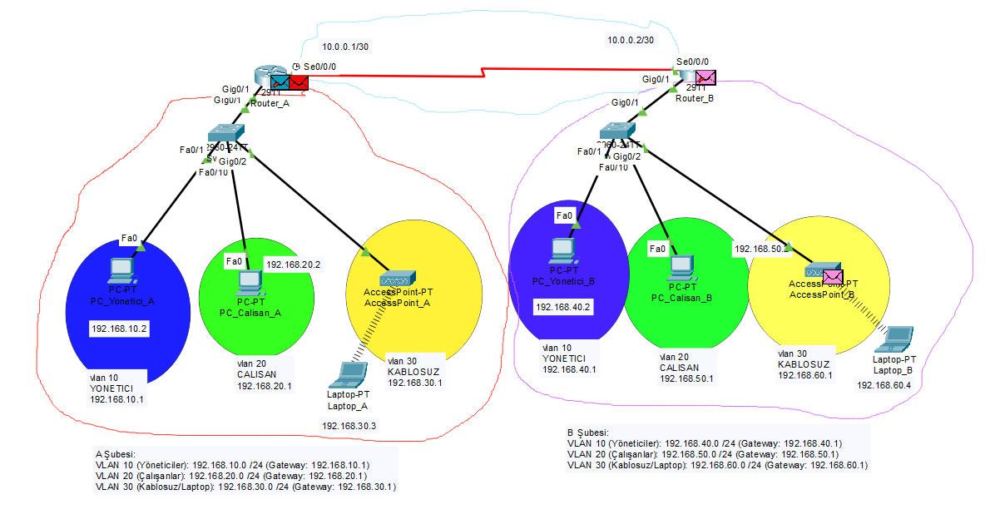 10.0.0.1/30
10.0.0.2/30
Se0/0/0
Se0/0/0
Gig0/1
Gig0/1
2911
Router_A
Gig0/1
2911
Router_B
Gig0/1
2960-24TT
Fa0/1
Gig0/2
Fa0/10
2960-24TT
Fa0/1
Gig0/2
Fa0/10
Fa0
PC-PT
PC_Yonetici_A
192.168.10.2
vlan 10
YONETICI
192.168.10.1
Fa0
192.168.20.2
PC-PT
PC_Calisan_A
vlan 20
CALISAN
192.168.20.1
AccessPoint-PT
AccessPoint_A
vlan 30
KABLOSUZ
192.168.30.1
Laptop-PT
Laptop_A
192.168.30.3
Fa0
PC-PT
PC_Yonetici_B
192.168.40.2
vlan 10
YONETICI
192.168.40.1
Fa0
192.168.50.2
PC-PT
PC_Calisan_B
vlan 20
CALISAN
192.168.50.1
AccessPoint-PT
AccessPoint_B
vlan 30
KABLOSUZ
192.168.60.1
Laptop-PT
Laptop_B
192.168.60.4
A Şubesi:
VLAN 10 (Yöneticiler): 192.168.10.0 /24 (Gateway: 192.168.10.1)
VLAN 20 (Çalışanlar): 192.168.20.0 /24 (Gateway: 192.168.20.1)
VLAN 30 (Kablosuz/Laptop): 192.168.30.0 /24 (Gateway: 192.168.30.1)
B Şubesi:
VLAN 10 (Yöneticiler): 192.168.40.0 /24 (Gateway: 192.168.40.1)
VLAN 20 (Çalışanlar): 192.168.50.0 /24 (Gateway: 192.168.50.1)
VLAN 30 (Kablosuz/Laptop): 192.168.60.0 /24 (Gateway: 192.168.60.1)